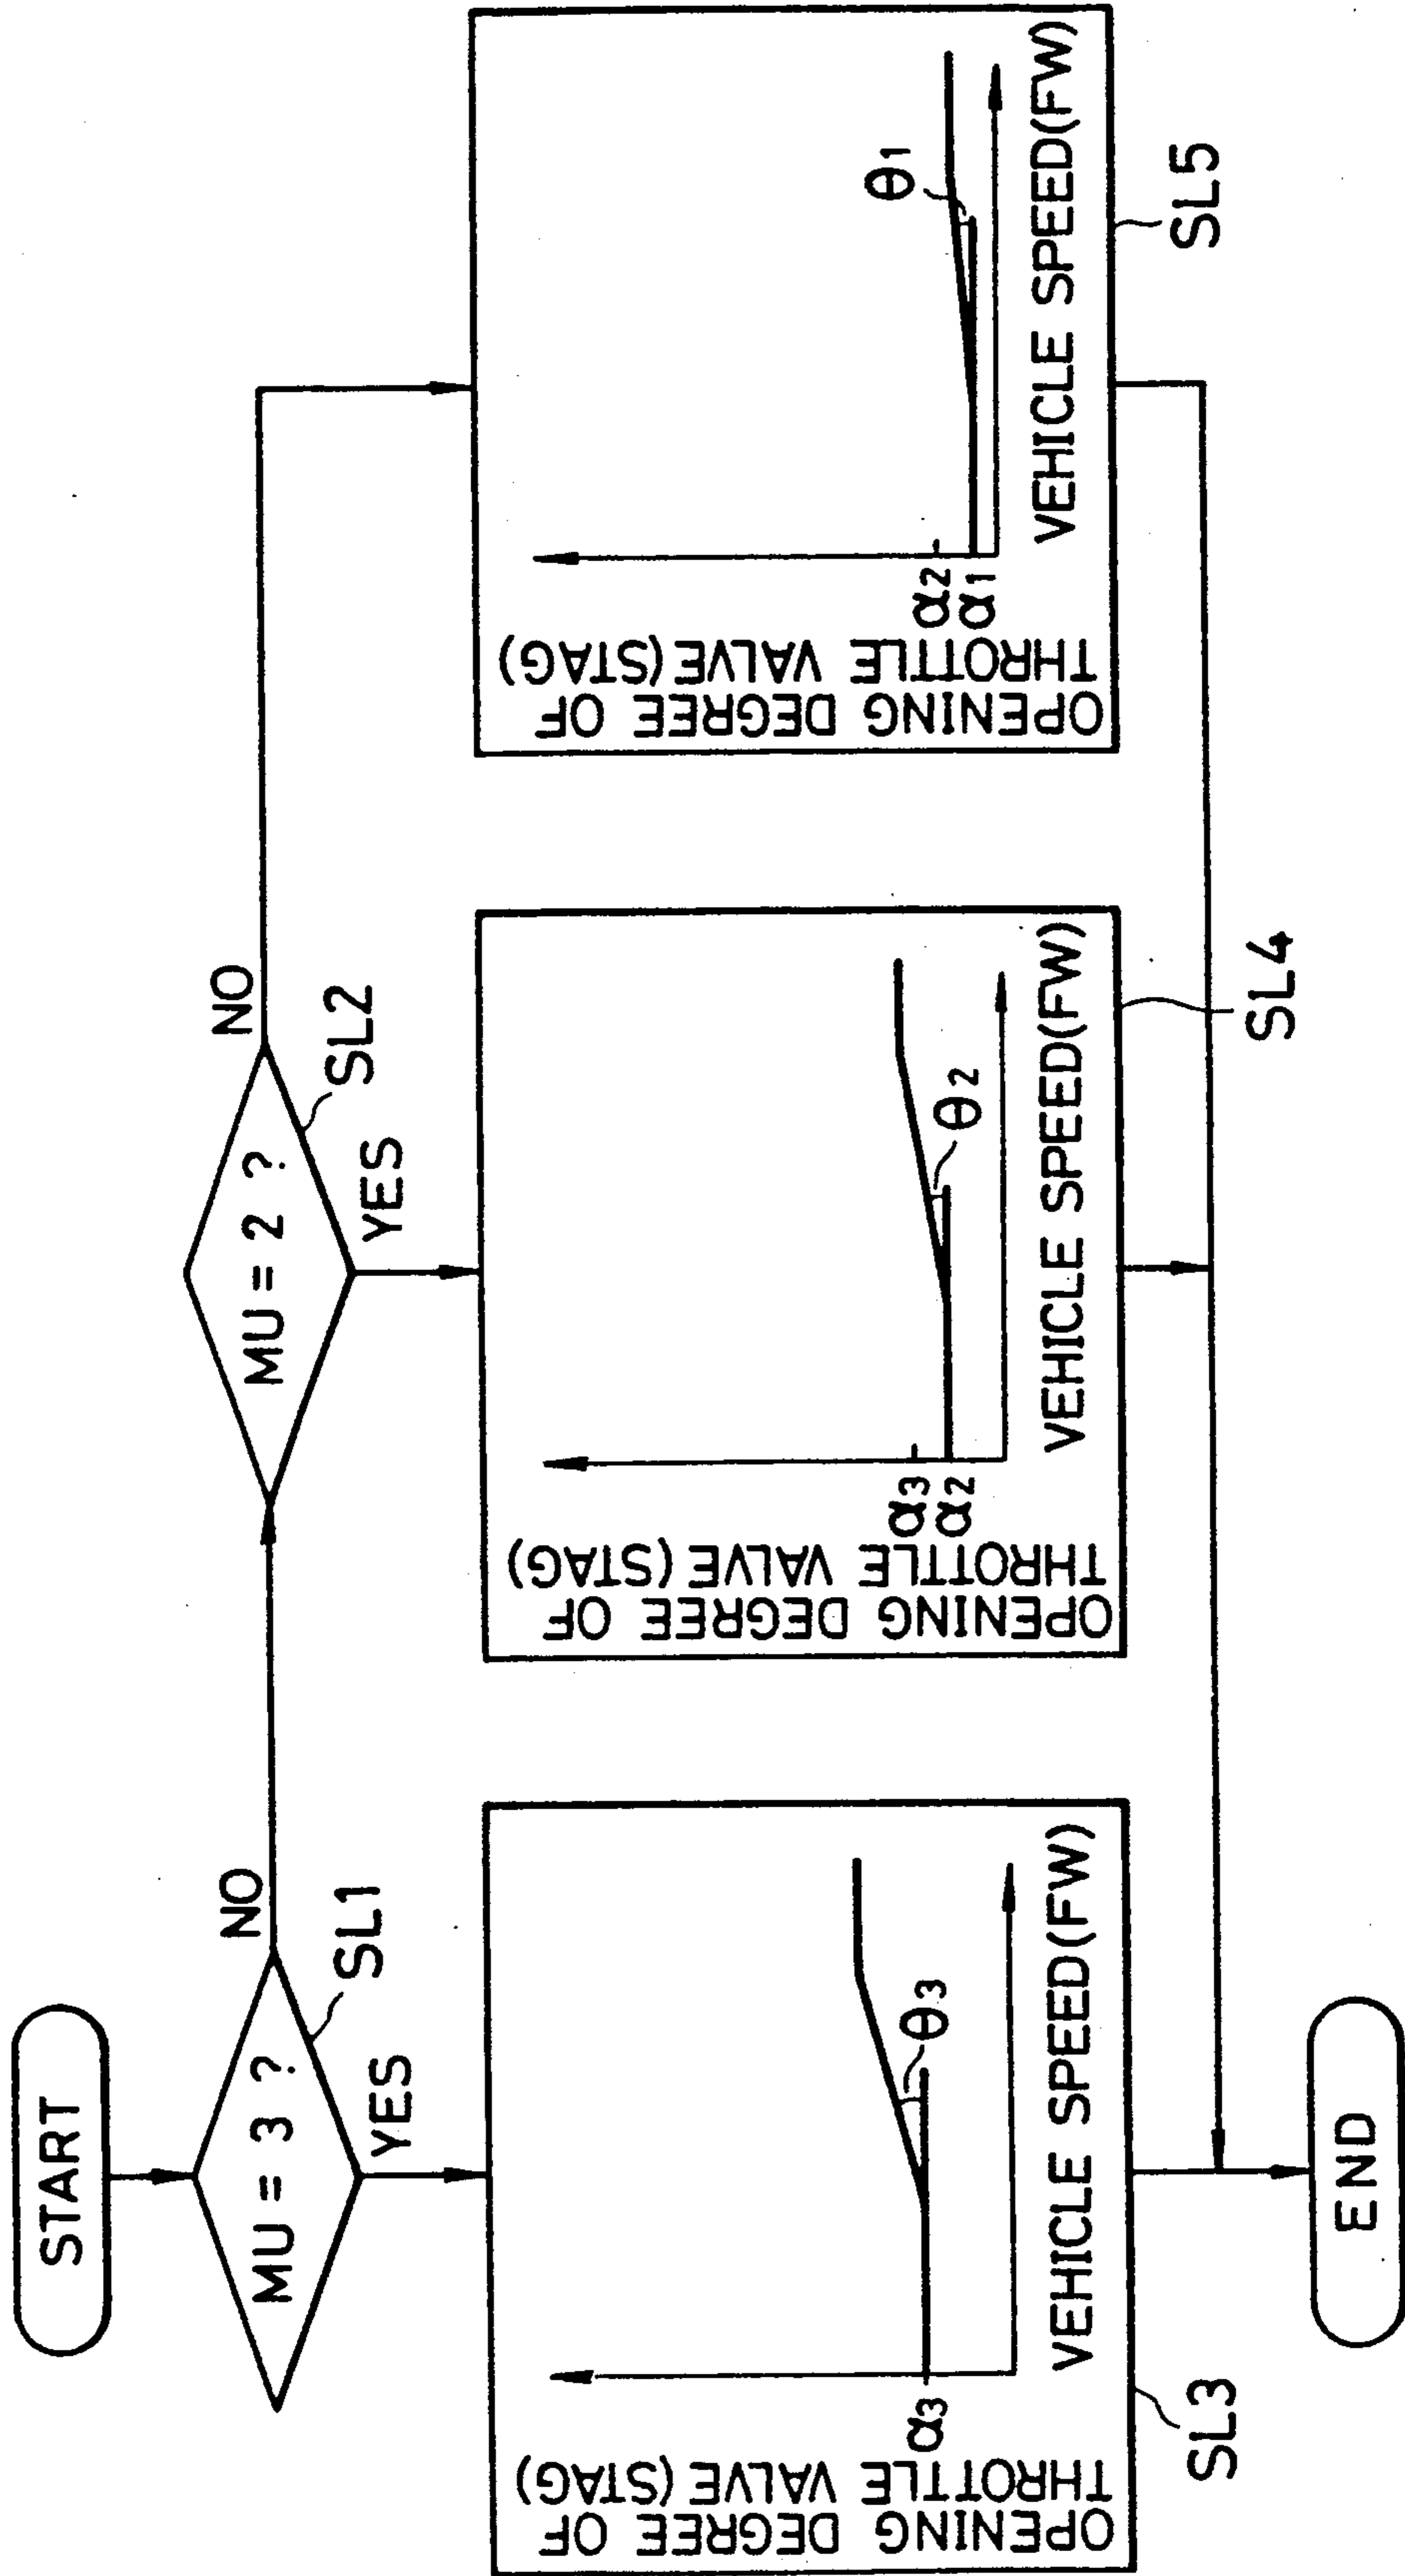 START
MU = 3 ?
SL1
NO
YES
MU = 2 ?
SL2
NO
YES
OPENING DEGREE OF
THROTTLE VALVE (STAG)
α3
θ3
VEHICLE SPEED(FW)
SL3
OPENING DEGREE OF
THROTTLE VALVE (STAG)
α3
α2
θ2
VEHICLE SPEED(FW)
SL4
OPENING DEGREE OF
THROTTLE VALVE(STAG)
α2
α1
θ1
VEHICLE SPEED(FW)
SL5
END